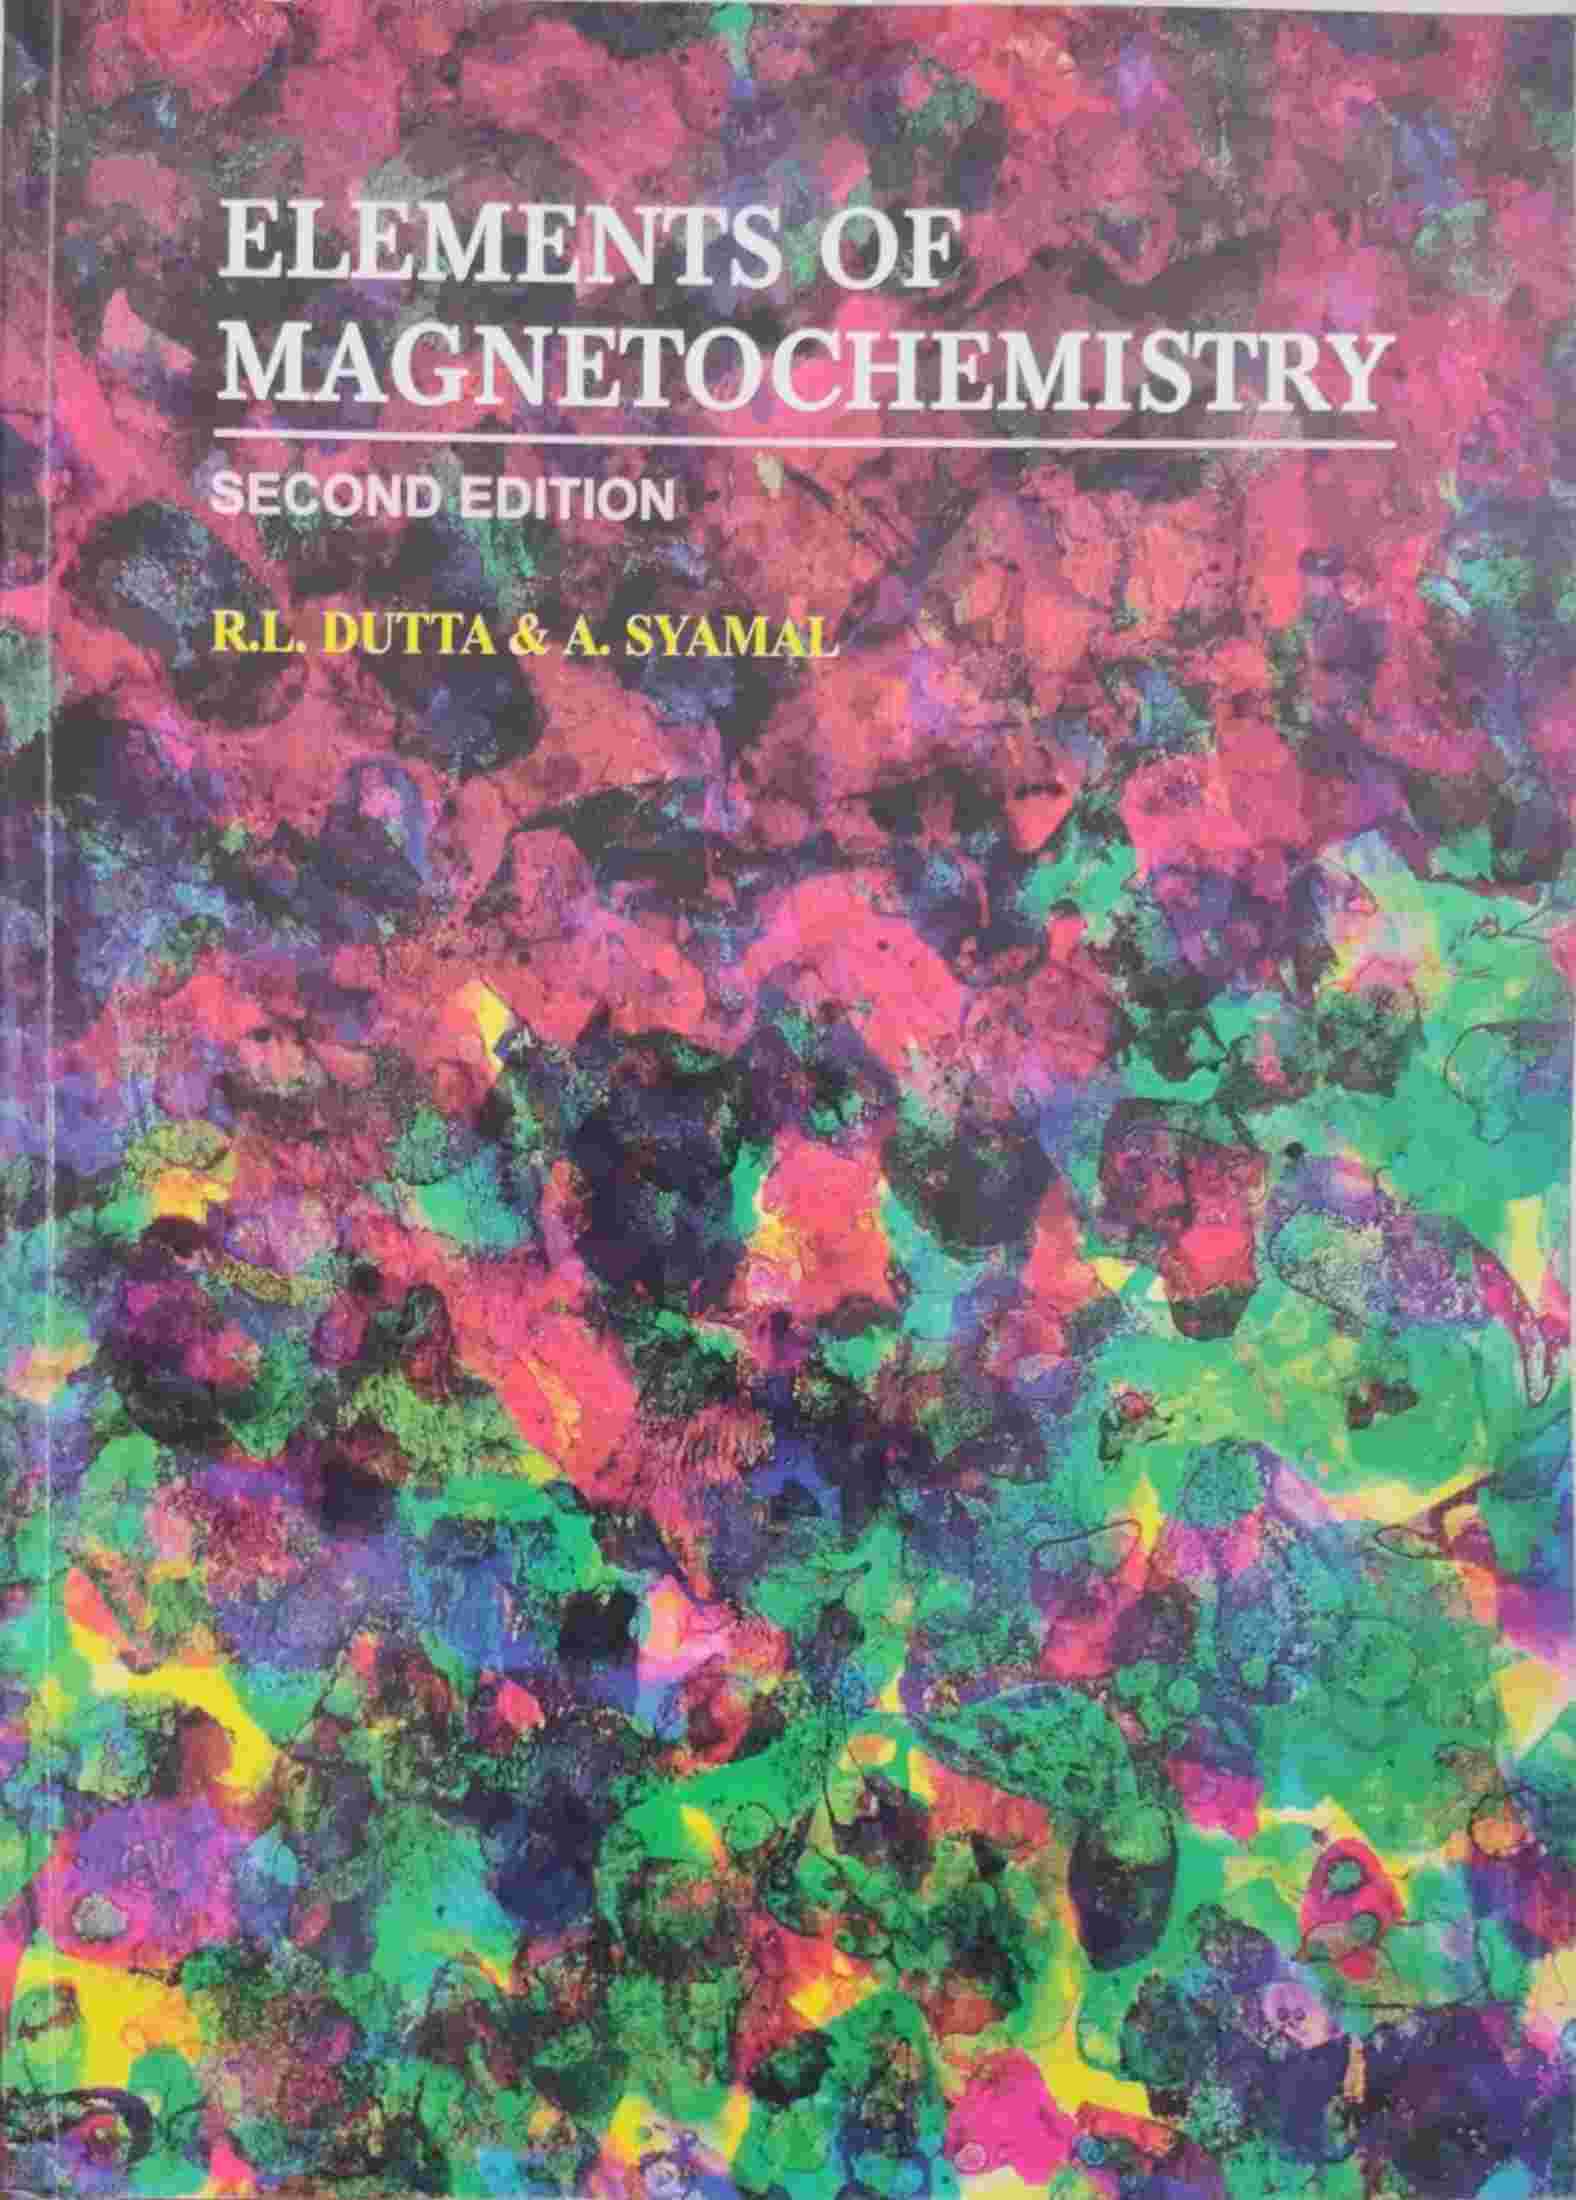 ELEMENTS OF
MAGNETOCHEMISTRY
SECOND EDITION
R.L. DUTTA & A. SYAMAL